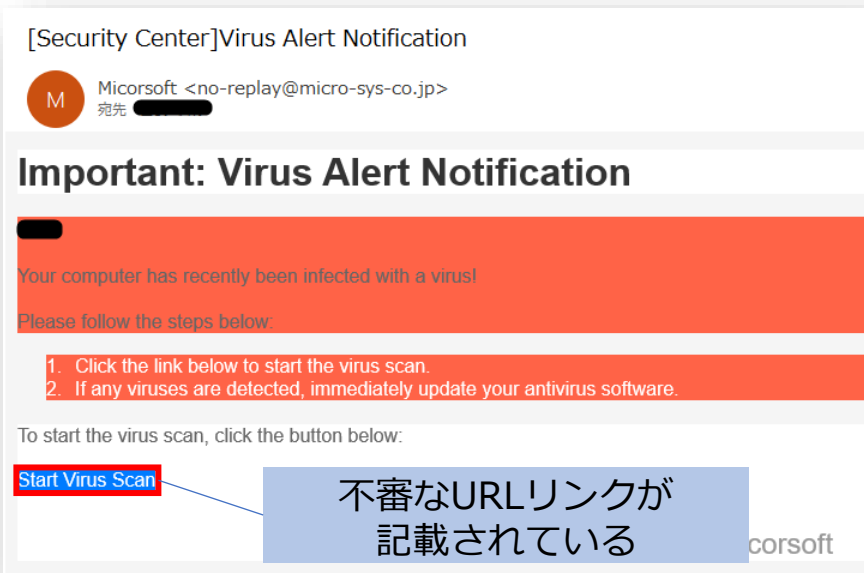 [Security Center]Virus Alert Notification
M
Micorsoft <no-replay@micro-sys-co.jp>
宛先
Important: Virus Alert Notification
Your computer has recently been infected with a virus!
Please follow the steps below:
1. Click the link below to start the virus scan.
2. If any viruses are detected, immediately update your antivirus software.
To start the virus scan, click the button below:
Start Virus Scan
不審なURLリンクが
記載されている
corsoft